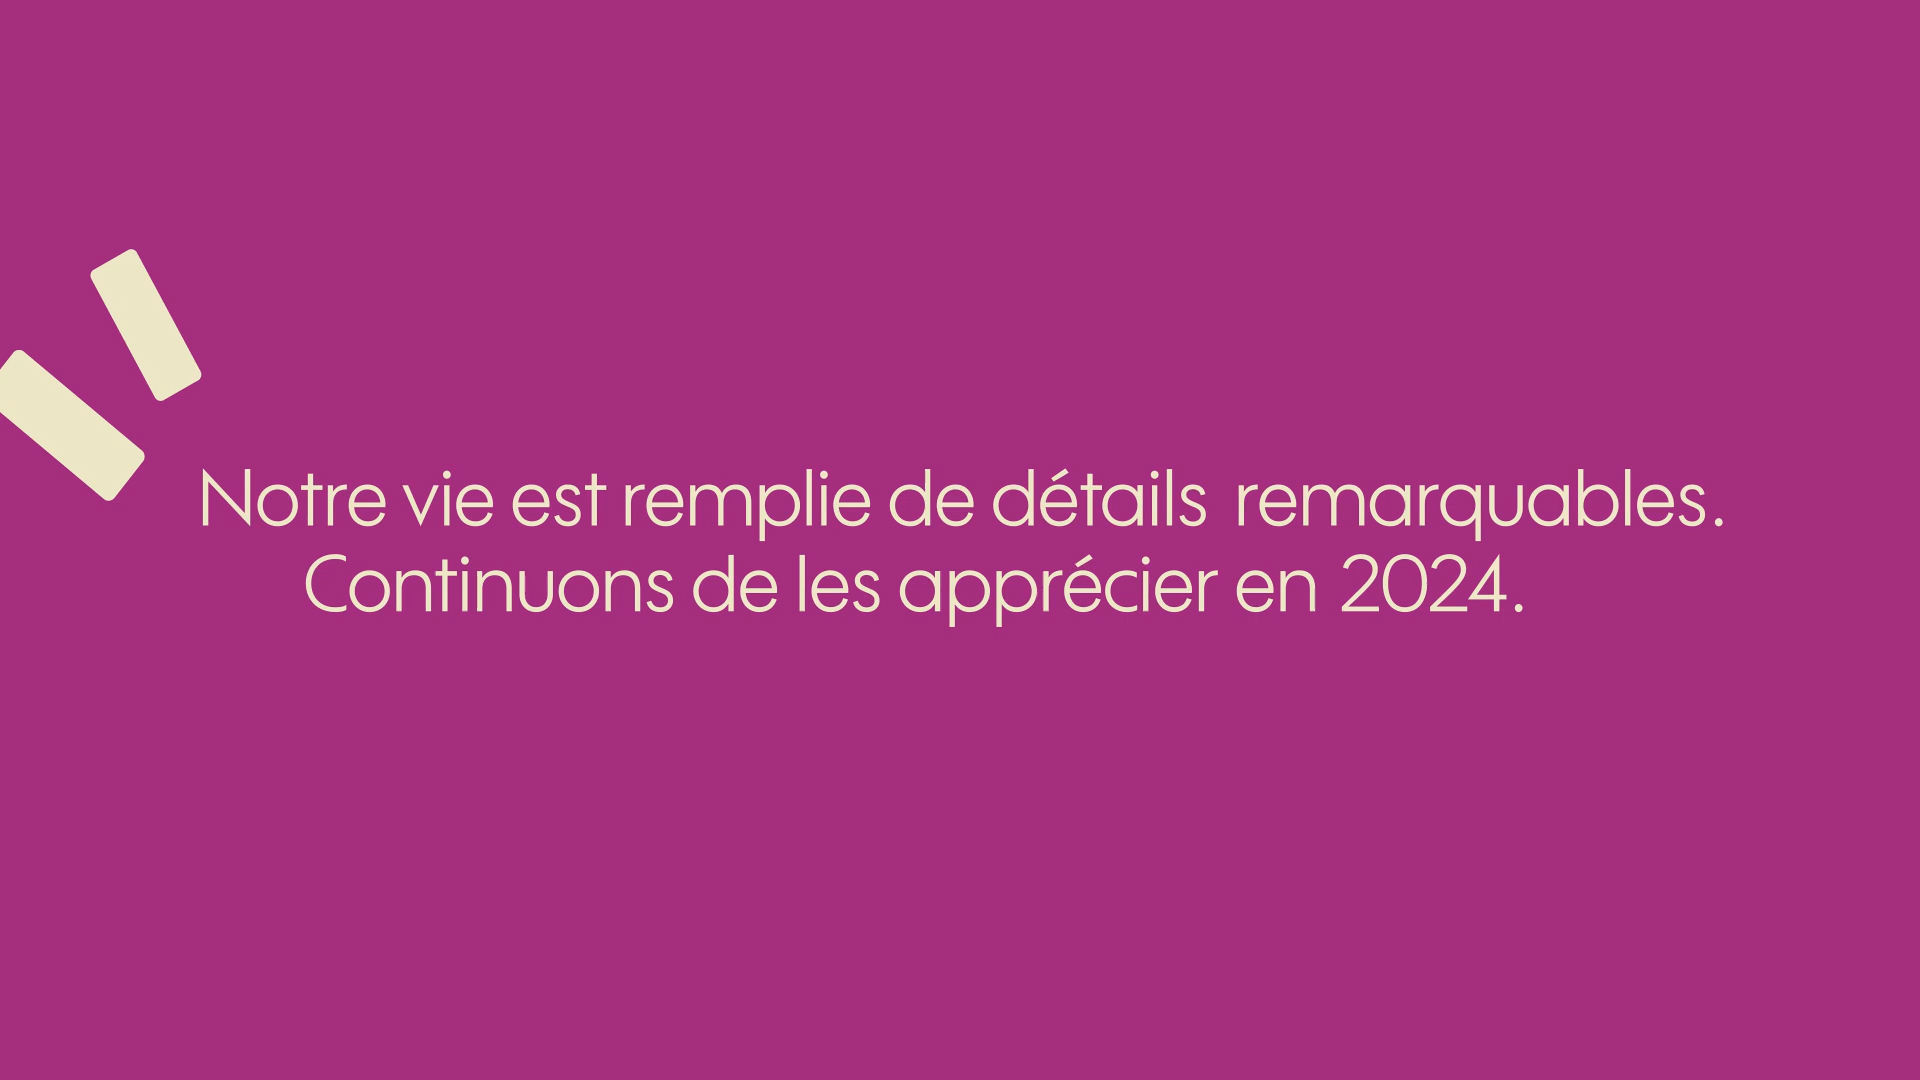 Notre vie est remplie de détails remarquables.
Continuons de les apprécier en 2024.